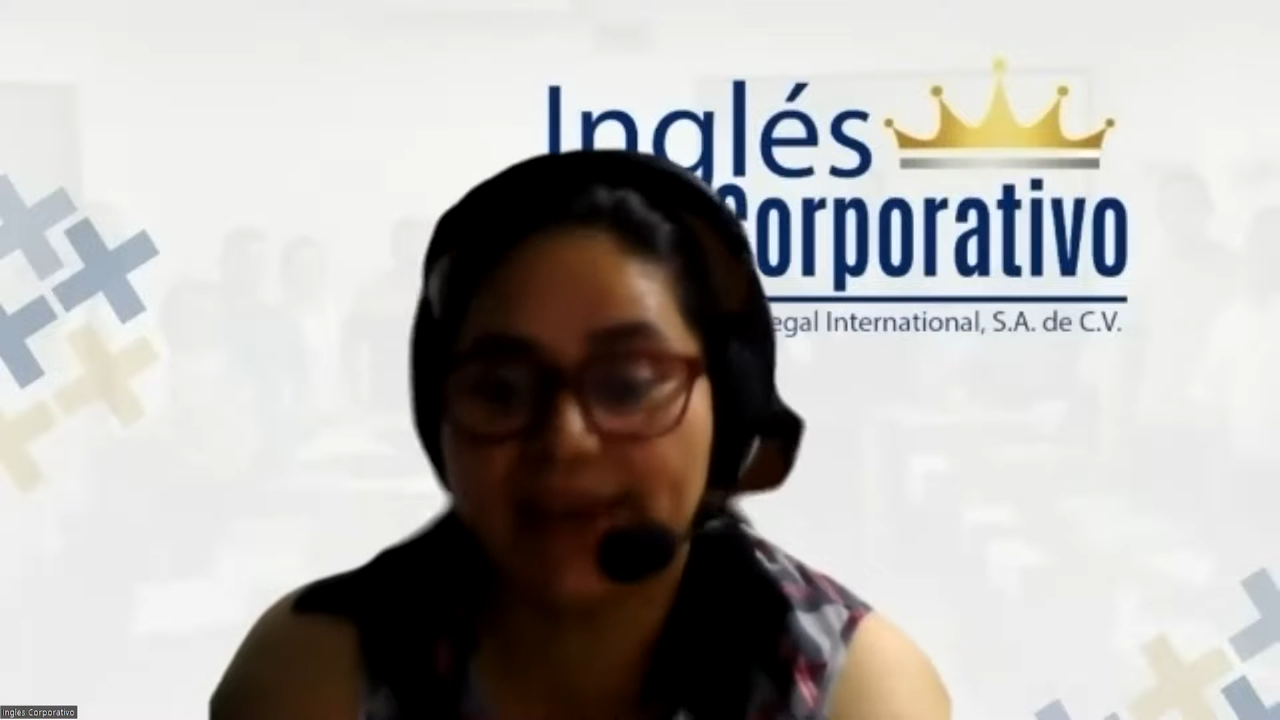 Inglés
Corporativo
egal International, S.A. de C.V.
Inglés Corporativo